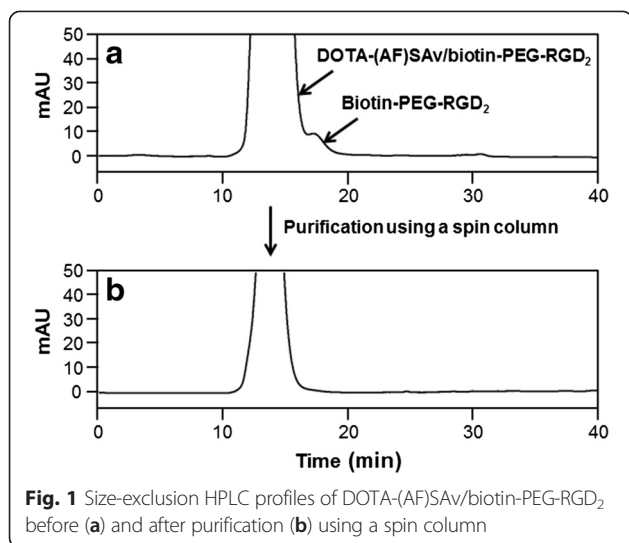 a
50
40
30
20
10
0
mAU
DOTA-(AF)SAv/biotin-PEG-RGD₂
Biotin-PEG-RGD₂
0 10 20 30 40
Purification using a spin column
b
50
40
30
20
10
0
mAU
0 10 20 30 40
Time (min)
Fig. 1 Size-exclusion HPLC profiles of DOTA-(AF)SAv/biotin-PEG-RGD₂
before (a) and after purification (b) using a spin column